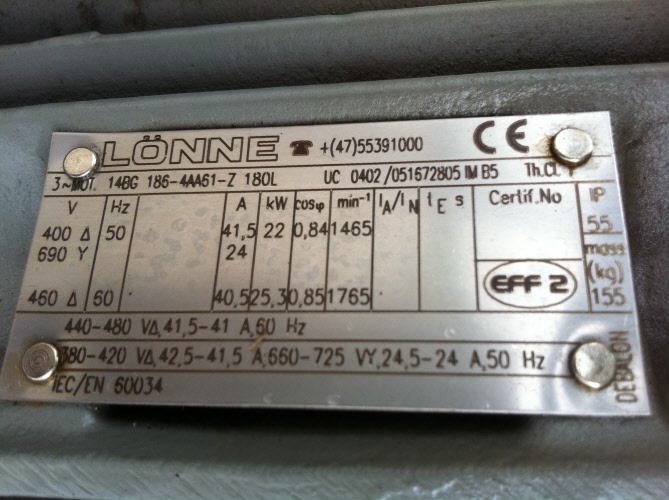 LÖNNE ☎ +(47)55391000 CE
3~MOT. 14BG 186-4AA61-Z 180L UC 0402 /051672805 IM B5 Th.Cl.
V Hz A kW cosφ min⁻¹ IA/IN tE s Certif.No IP
400 Δ 50 41,5 22 0,84 1465 55
690 Y 24 mass
(kg)
EFF 2
460 Δ 60 40,5 25,3 0,85 1765 155
440-480 VΔ,41,5-41 A,60 Hz
380-420 VΔ,42,5-41,5 A,660-725 VY,24,5-24 A,50 Hz
IEC/EN 60034
DEBALCON